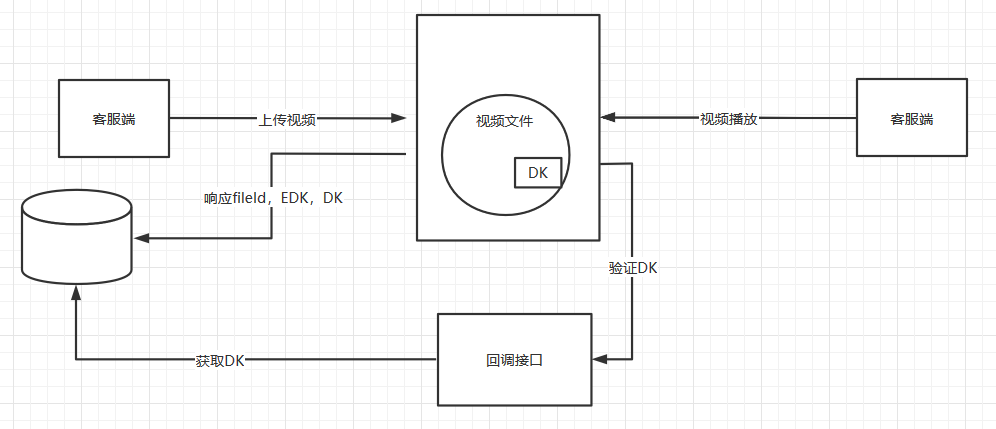 客服端
上传视频
视频文件
DK
视频播放
客服端
响应fileId，EDK，DK
验证DK
获取DK
回调接口